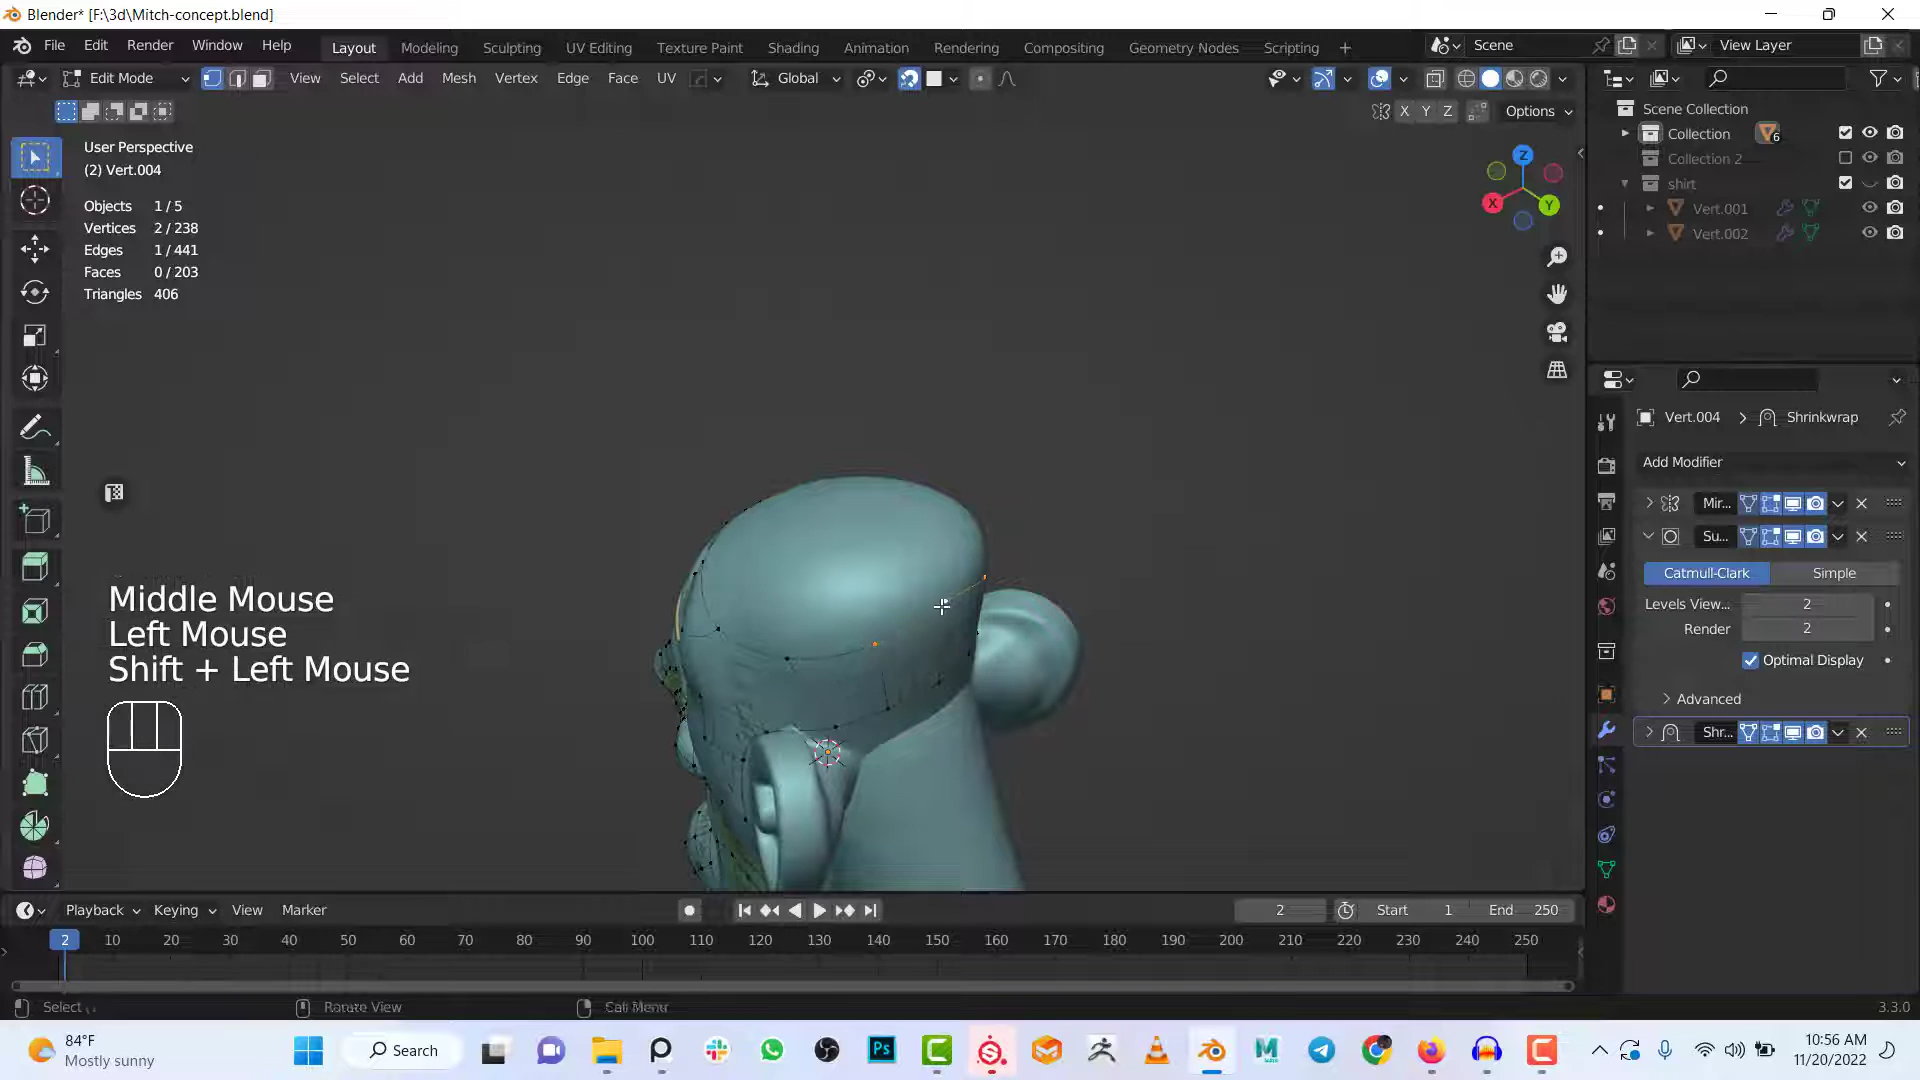 Blender* [F:\3d\Mitch-concept.blend]
File Edit Render Window Help Layout Modeling Sculpting UV Editing Texture Paint Shading Animation Rendering Compositing Geometry Nodes Scripting + Scene View Layer
Edit Mode View Select Add Mesh Vertex Edge Face UV Global
X Y Z Options
User Perspective
(2) Vert.004
Objects 1 / 5
Vertices 2 / 238
Edges 1 / 441
Faces 0 / 203
Triangles 406
Z
X Y
Middle Mouse
Left Mouse
Shift + Left Mouse
Scene Collection
Collection 6
Collection 2
shirt
Vert.001
Vert.002
Vert.004 > Shrinkwrap
Add Modifier
Mir...
Su...
Catmull-Clark Simple
Levels View... 2
Render 2
Optimal Display
Advanced
Shr...
Playback Keying View Marker 2 Start 1 End 250
2 10 20 30 40 50 60 70 80 90 100 110 120 130 140 150 160 170 180 190 200 210 220 230 240 250
Select Rotate View Call Menu 3.3.0
84°F
Mostly sunny
Search
Ps
10:56 AM
11/20/2022